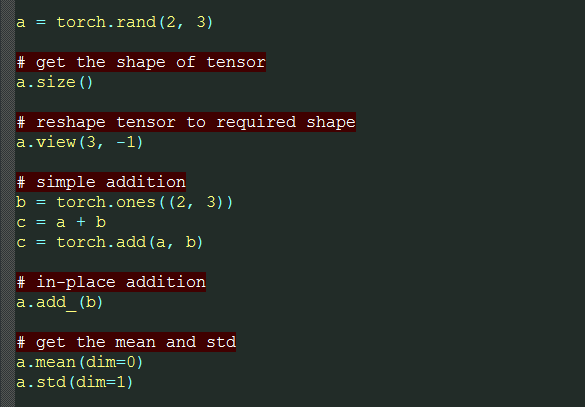 a = torch.rand(2, 3)
# get the shape of tensor
a.size()
# reshape tensor to required shape
a.view(3, -1)
# simple addition
b = torch.ones((2, 3))
c = a + b
c = torch.add(a, b)
# in-place addition
a.add_(b)
# get the mean and std
a.mean(dim=0)
a.std(dim=1)